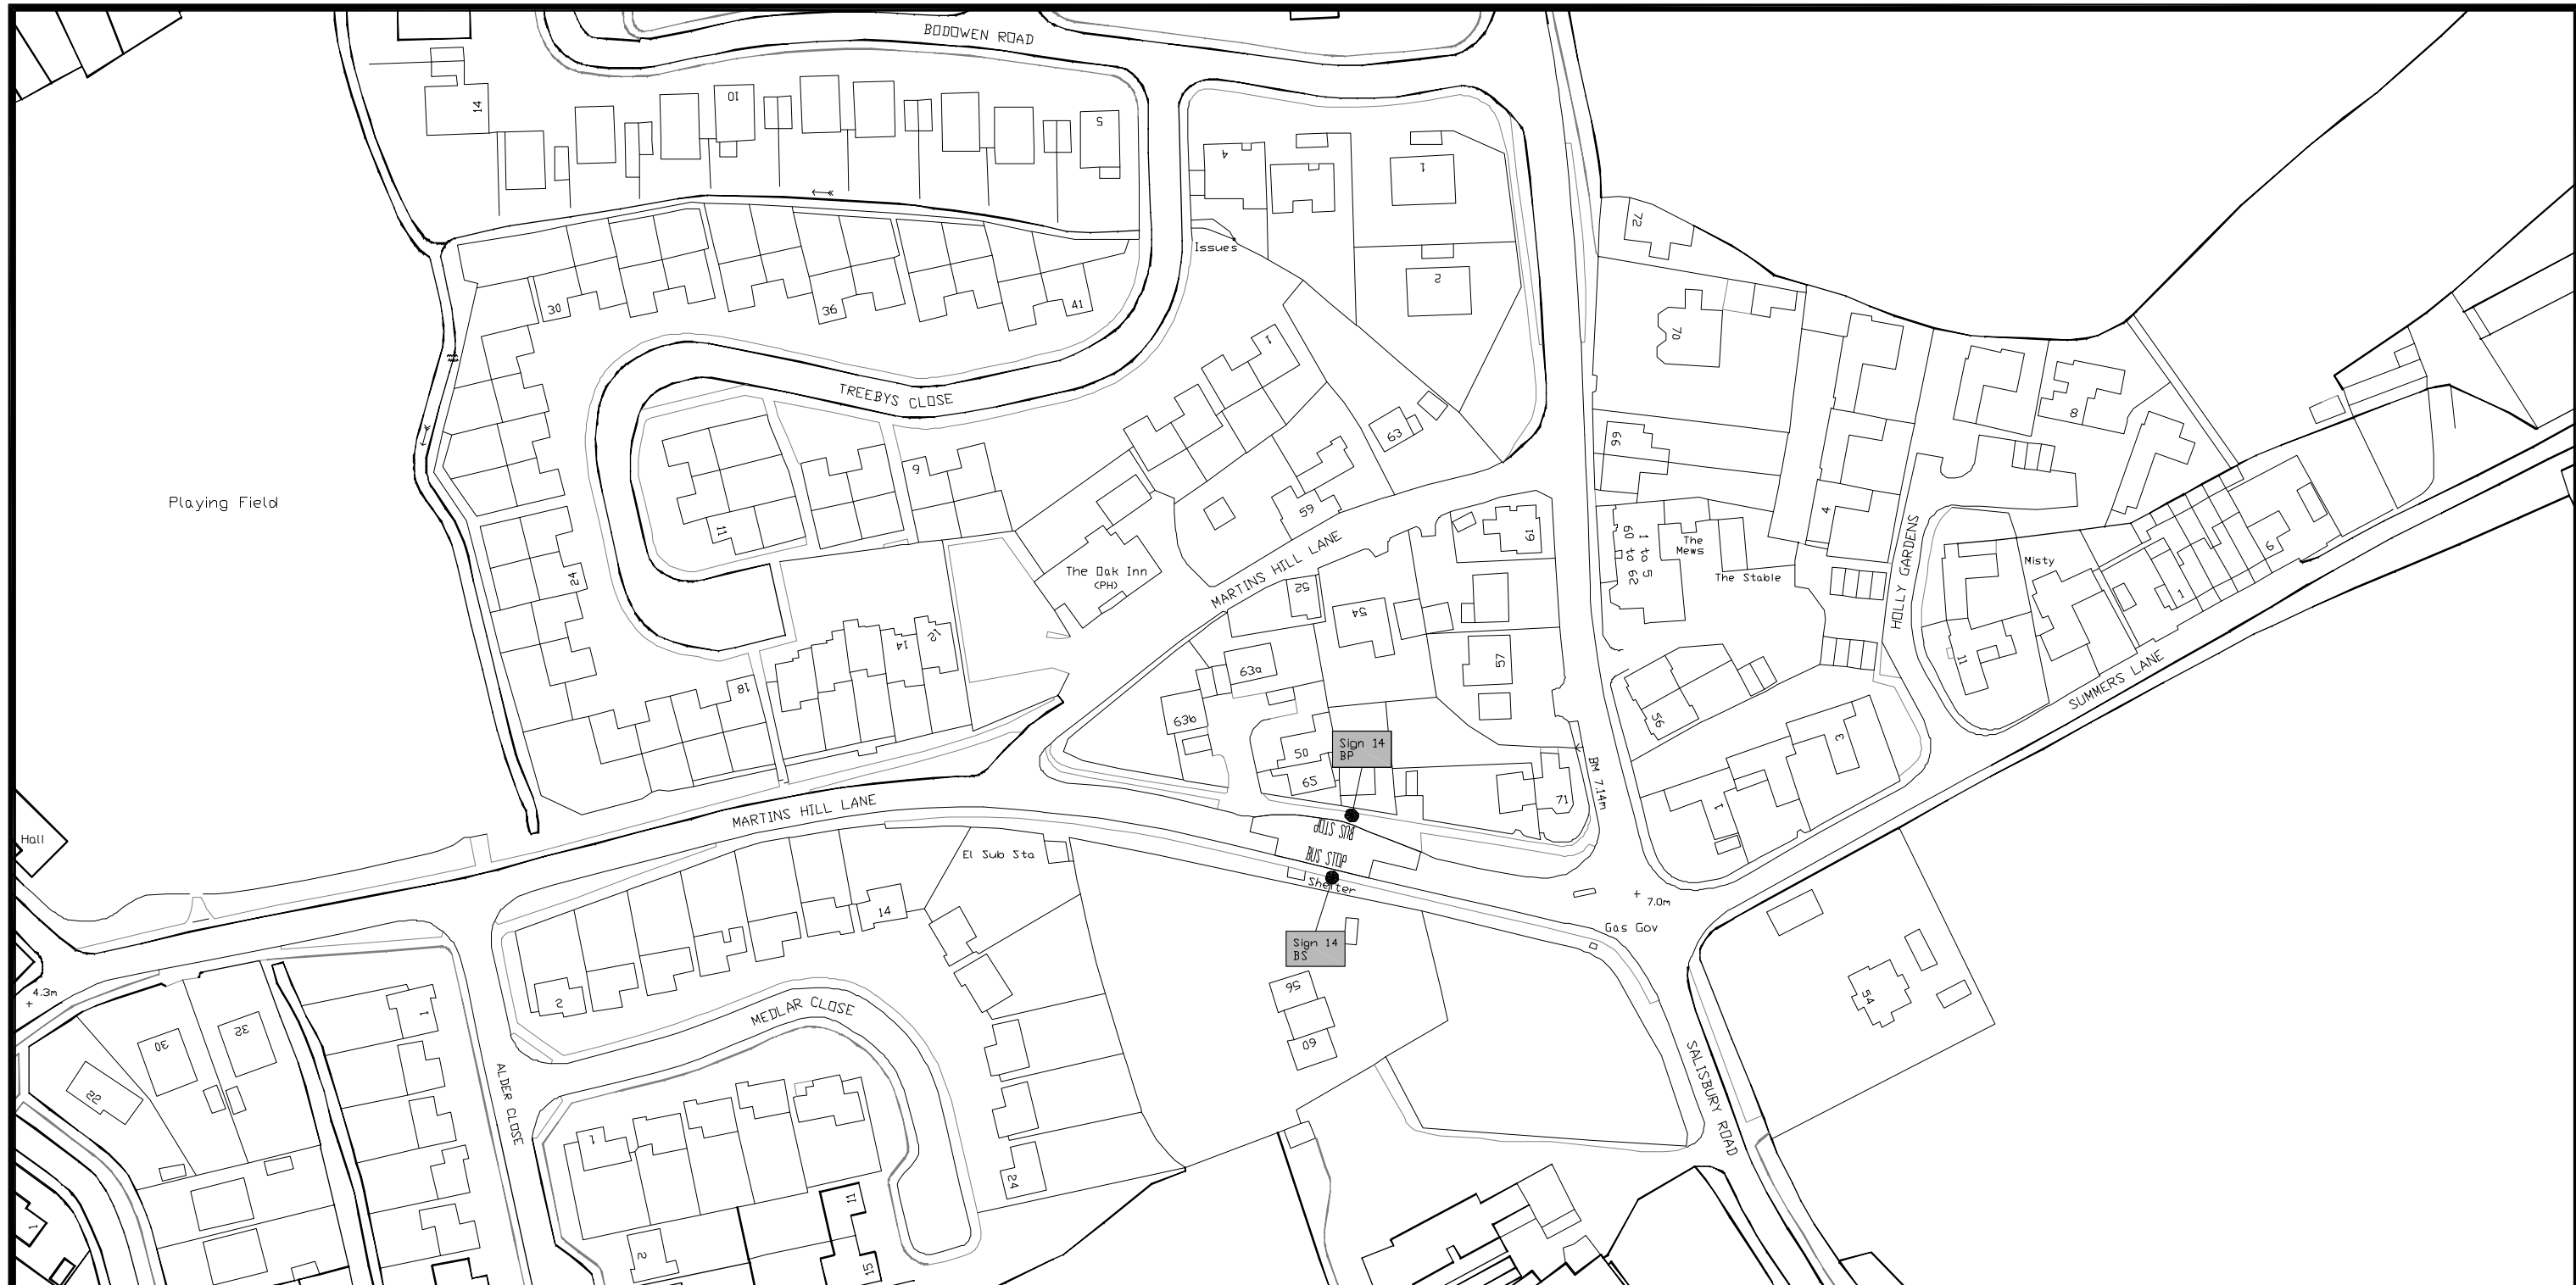 BODOWEN ROAD
14
10
5
4
1
72
Issues
2
30
36
41
70
1
TREEBYS CLOSE
8
63
66
9
Playing Field
11
59
61
4
MARTINS HILL LANE
1 to 5
60 to 62
The
Mews
The Stable
The Oak Inn
(PH)
24
52
54
HOLLY GARDENS
Misty
6
1
14
12
63a
57
11
SUMMERS LANE
18
63b
56
50
Sign 14
BP
3
65
BM 7.14m
71
1
MARTINS HILL LANE
BUS STOP
BUS STOP
Hall
El Sub Sta
Shelter
14
7.0m
Gas Gov
Sign 14
BS
4.3m
2
56
54
1
MEDLAR CLOSE
30
32
60
22
ALDER CLOSE
SALISBURY ROAD
1
24
11
1
2
15